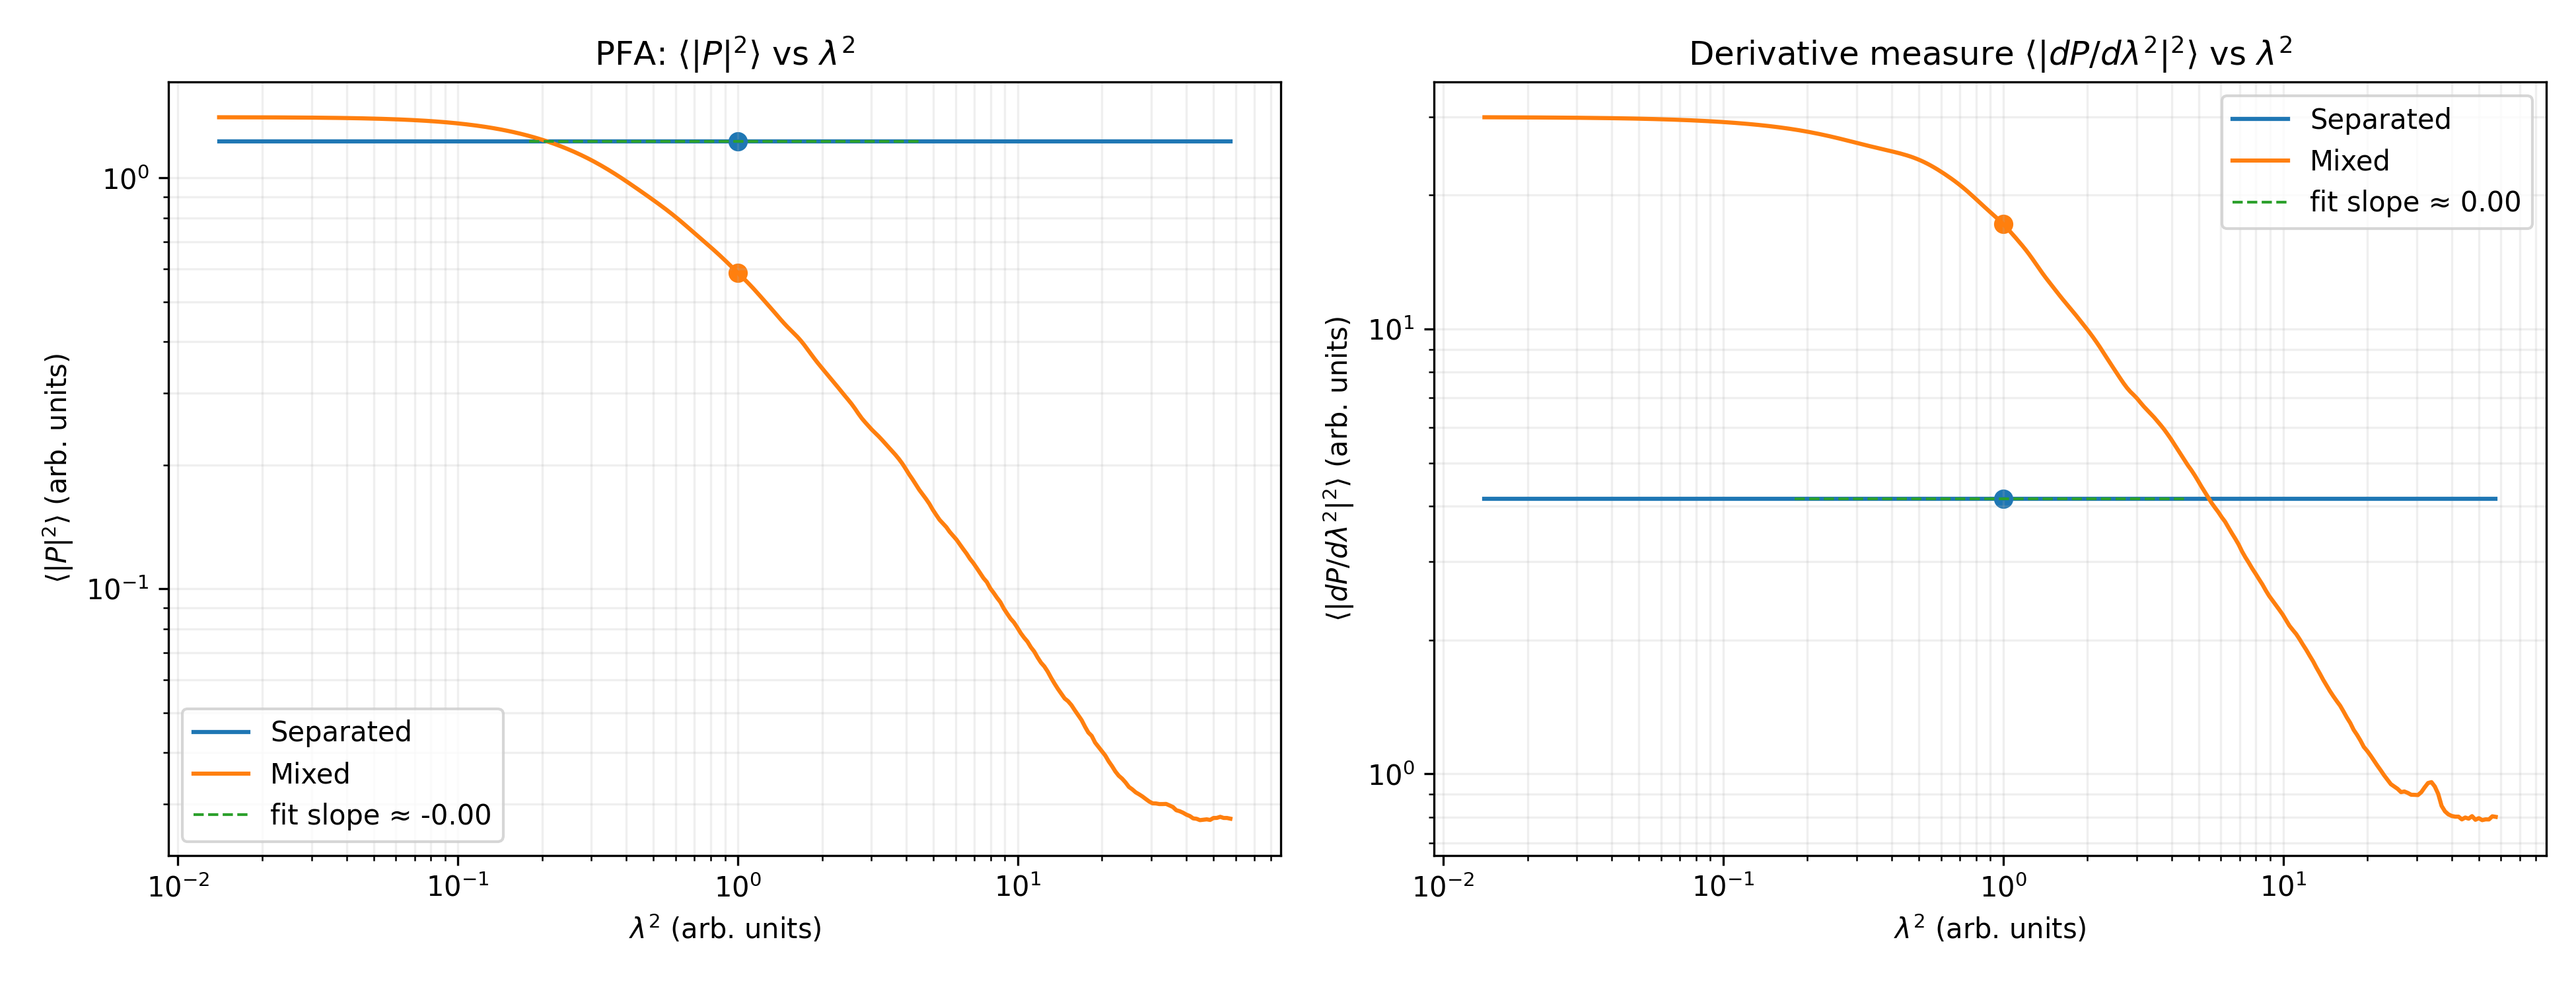 PFA: ⟨|P|²⟩ vs λ²
⟨|P|²⟩ (arb. units)
10⁰
10⁻¹
Separated
Mixed
fit slope ≈ -0.00
10⁻² 10⁻¹ 10⁰ 10¹
λ² (arb. units)
Derivative measure ⟨|dP/dλ²|²⟩ vs λ²
⟨|dP/dλ²|²⟩ (arb. units)
Separated
Mixed
fit slope ≈ 0.00
10¹
10⁰
10⁻² 10⁻¹ 10⁰ 10¹
λ² (arb. units)